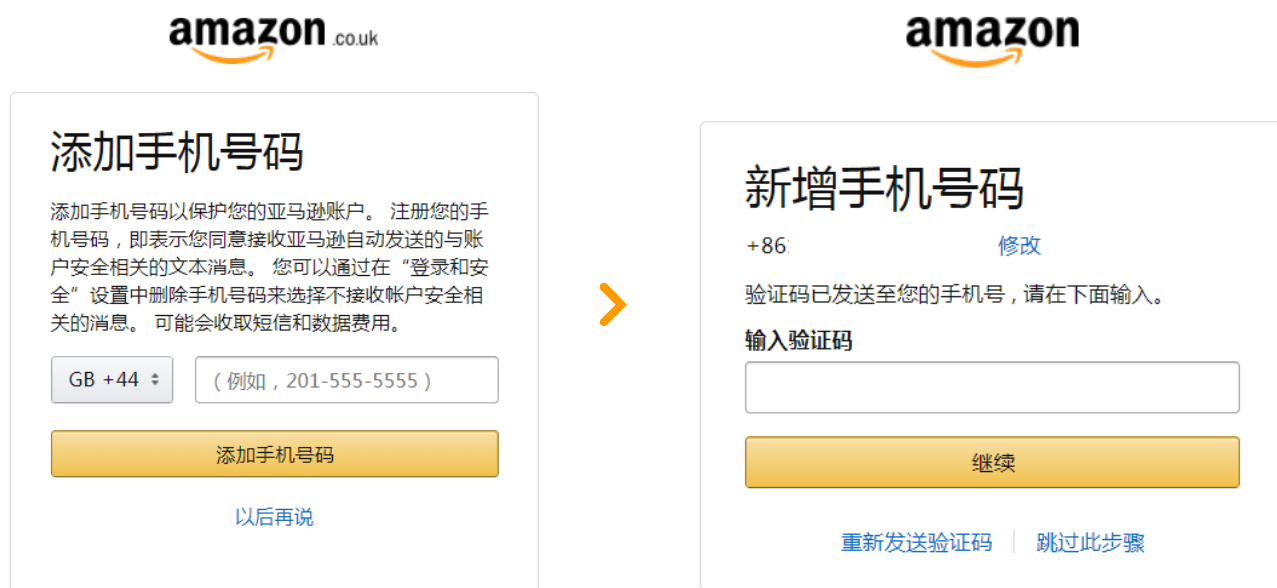 amazon.co.uk
添加手机号码
添加手机号码以保护您的亚马逊账户。 注册您的手
机号码，即表示您同意接收亚马逊自动发送的与账
户安全相关的文本消息。 您可以通过在“登录和安
全”设置中删除手机号码来选择不接收帐户安全相
关的消息。 可能会收取短信和数据费用。
GB +44
（例如，201-555-5555）
添加手机号码
以后再说
amazon
新增手机号码
+86
修改
验证码已发送至您的手机号，请在下面输入。
输入验证码
继续
重新发送验证码
跳过此步骤